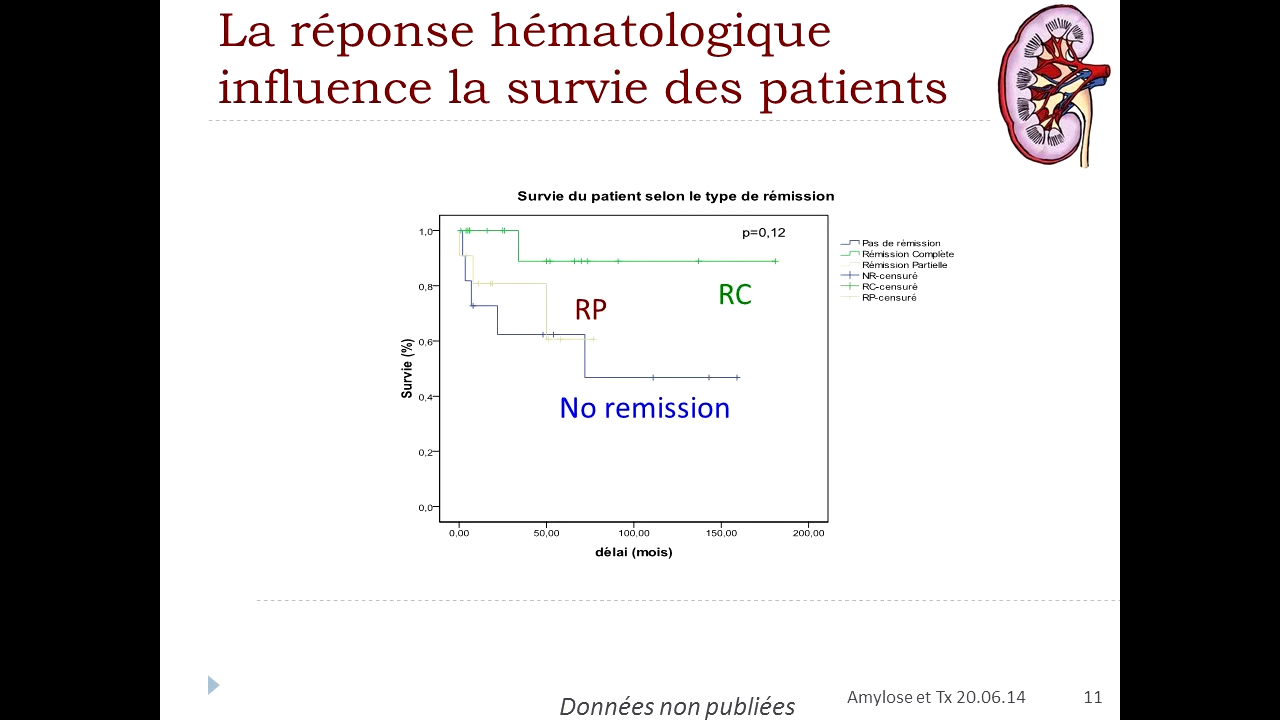 La réponse hématologique
influence la survie des patients
Survie du patient selon le type de rémission
p=0,12
1,0
0,8
0,6
0,4
0,2
0,0
Survie (%)
RP
RC
No remission
0,00 50,00 100,00 150,00 200,00
délai (mois)
Pas de rémission
Rémission Complète
Rémission Partielle
NR-censuré
RC-censuré
RP-censuré
Données non publiées
Amylose et Tx 20.06.14
11